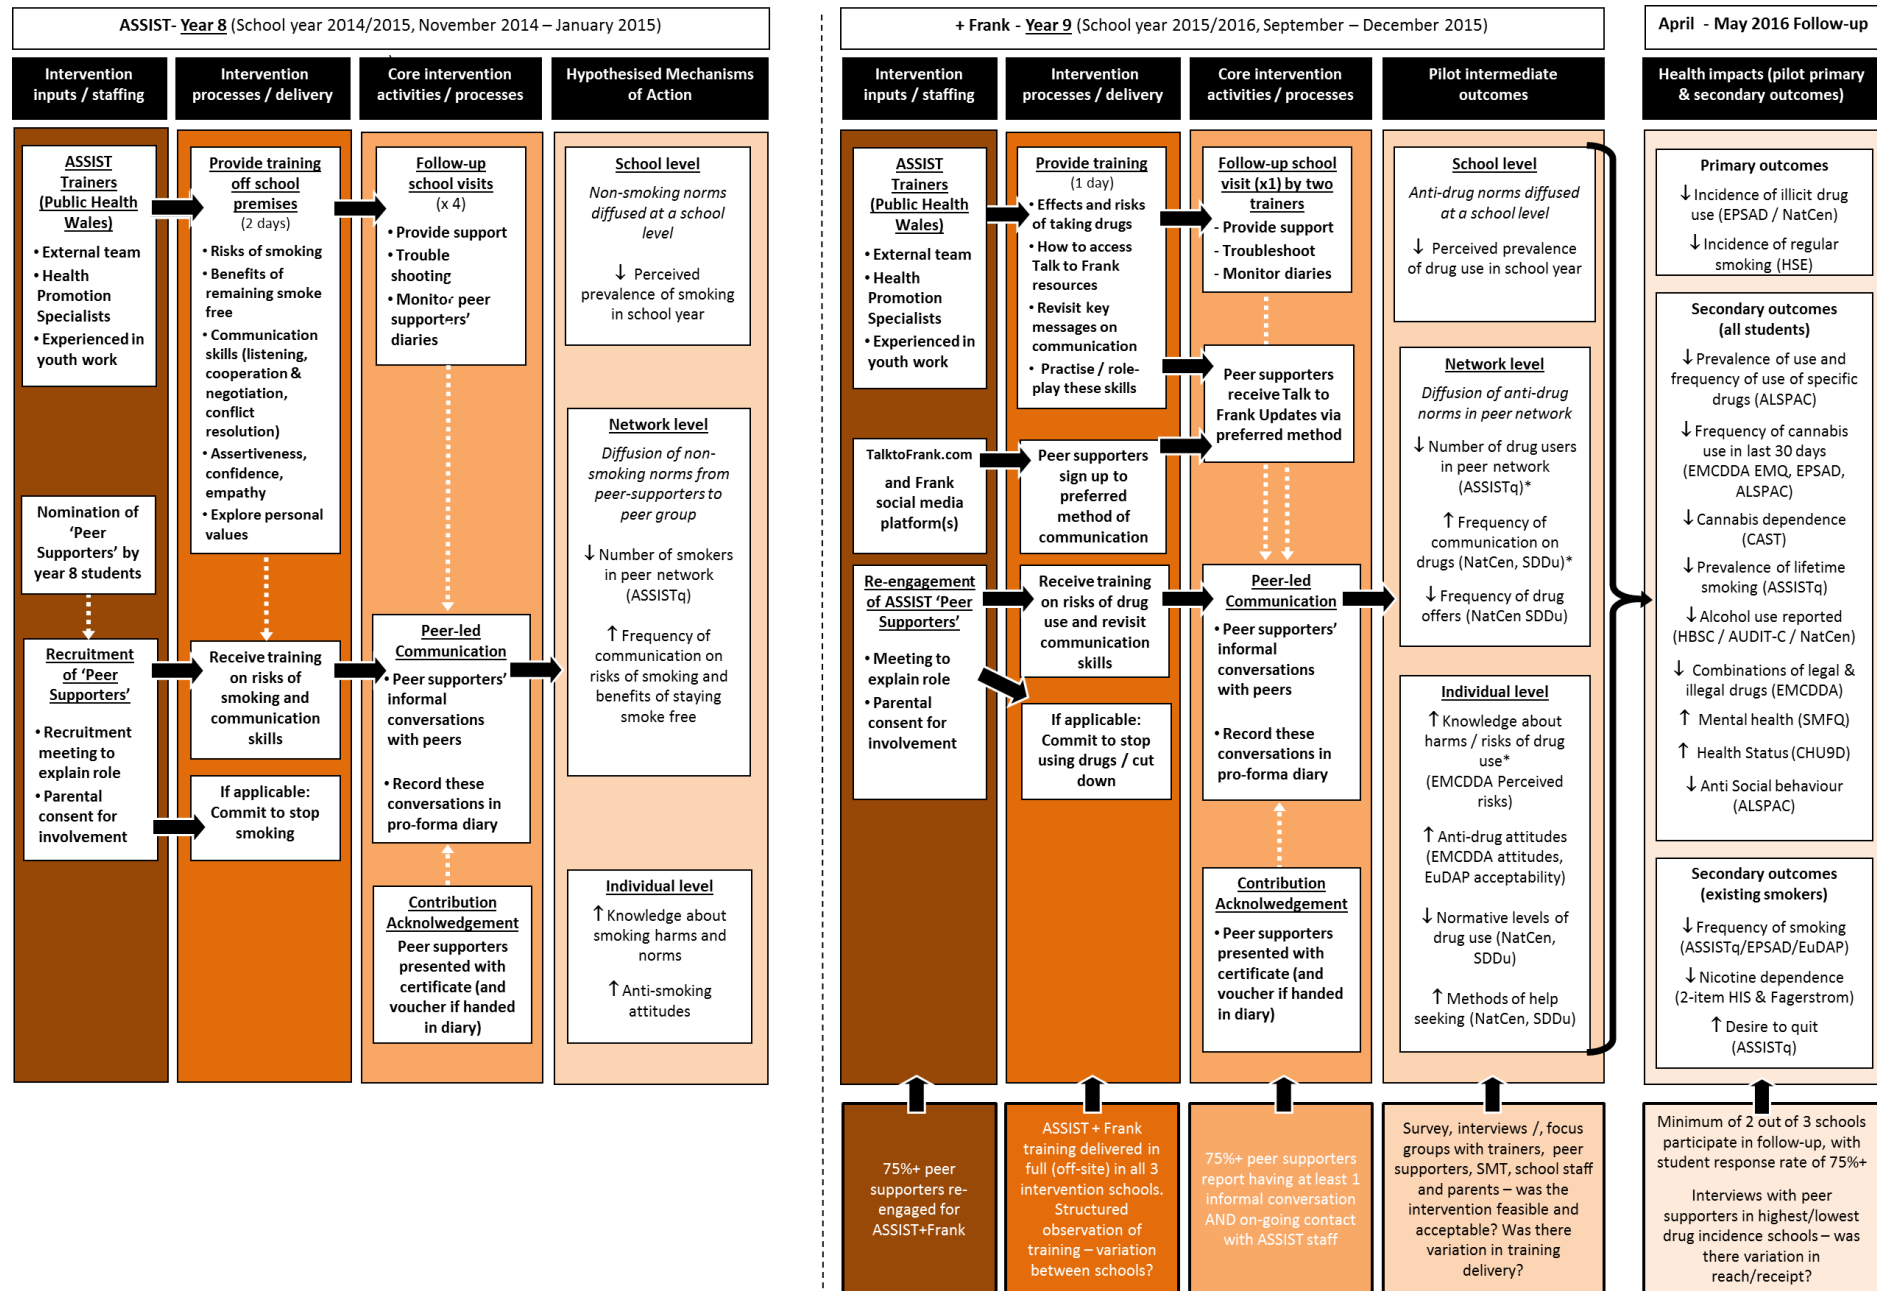 ASSIST- Year 8 (School year 2014/2015, November 2014 – January 2015)
Intervention
inputs / staffing
Intervention
processes / delivery
Core intervention
activities / processes
Hypothesised Mechanisms
of Action
ASSIST
Trainers
(Public Health
Wales)
• External team
• Health
Promotion
Specialists
• Experienced in
youth work
Nomination of
‘Peer
Supporters’ by
year 8 students
Recruitment
of ‘Peer
Supporters’
• Recruitment
meeting to
explain role
• Parental
consent for
involvement
Provide training
off school
premises
(2 days)
• Risks of smoking
• Benefits of
remaining smoke
free
• Communication
skills (listening,
cooperation &
negotiation,
conflict
resolution)
• Assertiveness,
confidence,
empathy
• Explore personal
values
Receive training
on risks of
smoking and
communication
skills
If applicable:
Commit to stop
smoking
Follow-up
school visits
(x 4)
• Provide support
• Trouble
shooting
• Monitor peer
supporters’
diaries
Peer-led
Communication
• Peer supporters’
informal
conversations
with peers
• Record these
conversations in
pro-forma diary
Contribution
Acknolwedgement
Peer supporters
presented with
certificate (and
voucher if handed
in diary)
School level
Non-smoking norms
diffused at a school
level
↓ Perceived
prevalence of smoking
in school year
Network level
Diffusion of non-
smoking norms from
peer-supporters to
peer group
↓ Number of smokers
in peer network
(ASSISTq)
↑ Frequency of
communication on
risks of smoking and
benefits of staying
smoke free
Individual level
↑ Knowledge about
smoking harms and
norms
↑ Anti-smoking
attitudes
+ Frank - Year 9 (School year 2015/2016, September – December 2015)
Intervention
inputs / staffing
Intervention
processes / delivery
Core intervention
activities / processes
Pilot intermediate
outcomes
ASSIST
Trainers
(Public Health
Wales)
• External team
• Health
Promotion
Specialists
• Experienced in
youth work
TalktoFrank.com
and Frank
social media
platform(s)
Re-engagement
of ASSIST ‘Peer
Supporters’
• Meeting to
explain role
• Parental
consent for
involvement
75%+ peer
supporters re-
engaged for
ASSIST+Frank
Provide training
(1 day)
• Effects and risks
of taking drugs
• How to access
Talk to Frank
resources
• Revisit key
messages on
communication
• Practise / role-
play these skills
Peer supporters
sign up to
preferred
method of
communication
Receive training
on risks of drug
use and revisit
communication
skills
If applicable:
Commit to stop
using drugs / cut
down
ASSIST + Frank
training delivered in
full (off-site) in all 3
intervention schools.
Structured
observation of
training – variation
between schools?
Follow-up school
visit (x1) by two
trainers
- Provide support
- Troubleshoot
- Monitor diaries
Peer supporters
receive Talk to
Frank Updates via
preferred method
Peer-led
Communication
• Peer supporters’
informal
conversations
with peers
• Record these
conversations in
pro-forma diary
Contribution
Acknolwedgement
• Peer supporters
presented with
certificate (and
voucher if handed
in diary)
75%+ peer supporters
report having at least 1
informal conversation
AND on-going contact
with ASSIST staff
School level
Anti-drug norms diffused
at a school level
↓ Perceived prevalence
of drug use in school year
Network level
Diffusion of anti-drug
norms in peer network
↓ Number of drug users
in peer network
(ASSISTq)*
↑ Frequency of
communication on
drugs (NatCen, SDDu)*
↓ Frequency of drug
offers (NatCen SDDu)
Individual level
↑ Knowledge about
harms / risks of drug
use*
(EMCDDA Perceived
risks)
↑ Anti-drug attitudes
(EMCDDA attitudes,
EuDAP acceptability)
↓ Normative levels of
drug use (NatCen,
SDDu)
↑ Methods of help
seeking (NatCen, SDDu)
Survey, interviews /, focus
groups with trainers, peer
supporters, SMT, school staff
and parents – was the
intervention feasible and
acceptable? Was there
variation in training
delivery?
April - May 2016 Follow-up
Health impacts (pilot primary
& secondary outcomes)
Primary outcomes
↓ Incidence of illicit drug
use (EPSAD / NatCen)
↓ Incidence of regular
smoking (HSE)
Secondary outcomes
(all students)
↓ Prevalence of use and
frequency of use of specific
drugs (ALSPAC)
↓ Frequency of cannabis
use in last 30 days
(EMCDDA EMQ, EPSAD,
ALSPAC)
↓ Cannabis dependence
(CAST)
↓ Prevalence of lifetime
smoking (ASSISTq)
↓ Alcohol use reported
(HBSC / AUDIT-C / NatCen)
↓ Combinations of legal &
illegal drugs (EMCDDA)
↑ Mental health (SMFQ)
↑ Health Status (CHU9D)
↓ Anti Social behaviour
(ALSPAC)
Secondary outcomes
(existing smokers)
↓ Frequency of smoking
(ASSISTq/EPSAD/EuDAP)
↓ Nicotine dependence
(2-item HIS & Fagerstrom)
↑ Desire to quit
(ASSISTq)
Minimum of 2 out of 3 schools
participate in follow-up, with
student response rate of 75%+
Interviews with peer
supporters in highest/lowest
drug incidence schools – was
there variation in
reach/receipt?